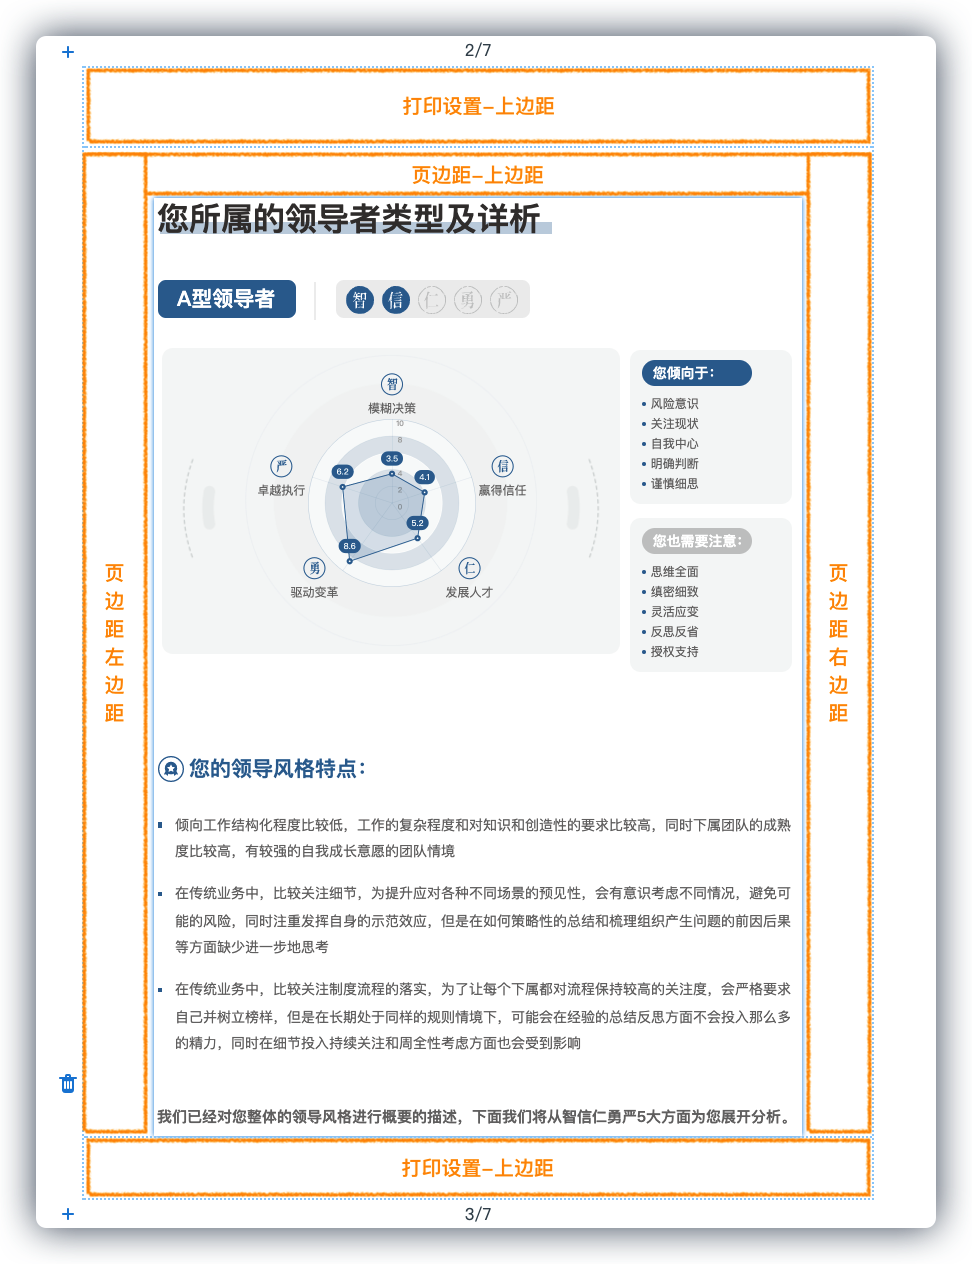 2/7
打印设置-上边距
页边距-上边距
您所属的领导者类型及详析
A型领导者
智 信 仁 勇 严
智
模糊决策
10
8
4
2
0
3.5
严
6.2
卓越执行
信
4.1
赢得信任
5.2
8.6
勇
驱动变革
仁
发展人才
您倾向于：
风险意识
关注现状
自我中心
明确判断
谨慎细思
您也需要注意：
思维全面
缜密细致
灵活应变
反思反省
授权支持
页边距左边距
页边距右边距
您的领导风格特点：
倾向工作结构化程度比较低，工作的复杂程度和对知识和创造性的要求比较高，同时下属团队的成熟
度比较高，有较强的自我成长意愿的团队情境
在传统业务中，比较关注细节，为提升应对各种不同场景的预见性，会有意识考虑不同情况，避免可
能的风险，同时注重发挥自身的示范效应，但是在如何策略性的总结和梳理组织产生问题的前因后果
等方面缺少进一步地思考
在传统业务中，比较关注制度流程的落实，为了让每个下属都对流程保持较高的关注度，会严格要求
自己并树立榜样，但是在长期处于同样的规则情境下，可能会在经验的总结反思方面不会投入那么多
的精力，同时在细节投入持续关注和周全性考虑方面也会受到影响
我们已经对您整体的领导风格进行概要的描述，下面我们将从智信仁勇严5大方面为您展开分析。
打印设置-上边距
3/7